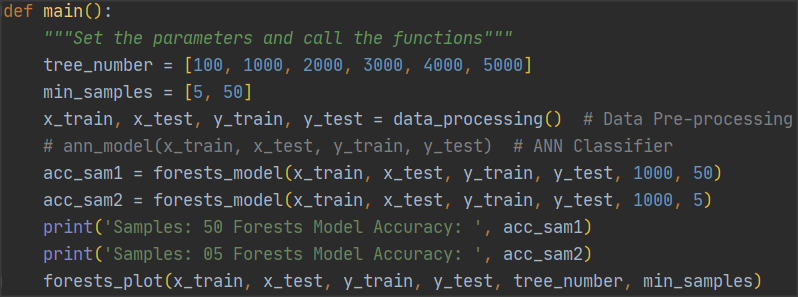 def main():
    """Set the parameters and call the functions"""
    tree_number = [100, 1000, 2000, 3000, 4000, 5000]
    min_samples = [5, 50]
    x_train, x_test, y_train, y_test = data_processing()  # Data Pre-processing
    # ann_model(x_train, x_test, y_train, y_test)  # ANN Classifier
    acc_sam1 = forests_model(x_train, x_test, y_train, y_test, 1000, 50)
    acc_sam2 = forests_model(x_train, x_test, y_train, y_test, 1000, 5)
    print('Samples: 50 Forests Model Accuracy: ', acc_sam1)
    print('Samples: 05 Forests Model Accuracy: ', acc_sam2)
    forests_plot(x_train, x_test, y_train, y_test, tree_number, min_samples)